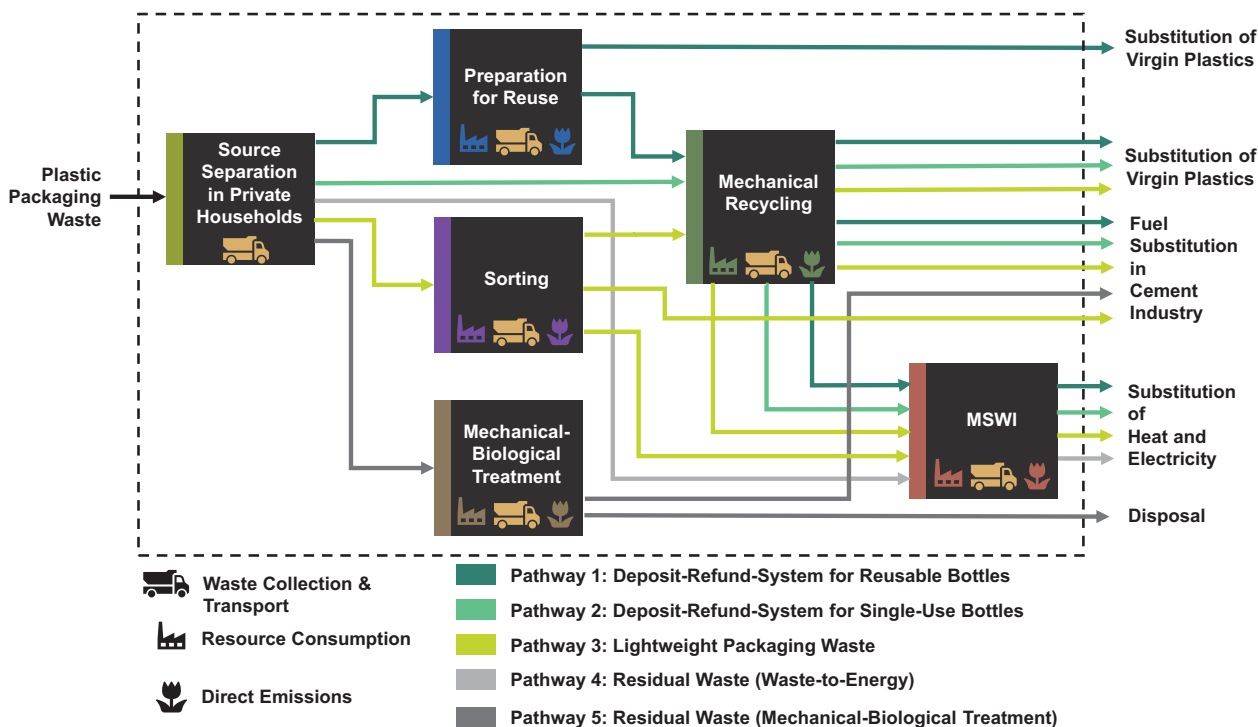 Substitution of
Virgin Plastics
Preparation
for Reuse
Source
Separation
in Private
Households
Plastic
Packaging
Waste
Mechanical
Recycling
Substitution of
Virgin Plastics
Fuel
Substitution
in
Cement
Industry
Sorting
Mechanical-
Biological
Treatment
MSWI
Substitution
of
Heat and
Electricity
Disposal
Waste Collection &
Transport
Resource Consumption
Direct Emissions
Pathway 1: Deposit-Refund-System for Reusable Bottles
Pathway 2: Deposit-Refund-System for Single-Use Bottles
Pathway 3: Lightweight Packaging Waste
Pathway 4: Residual Waste (Waste-to-Energy)
Pathway 5: Residual Waste (Mechanical-Biological Treatment)